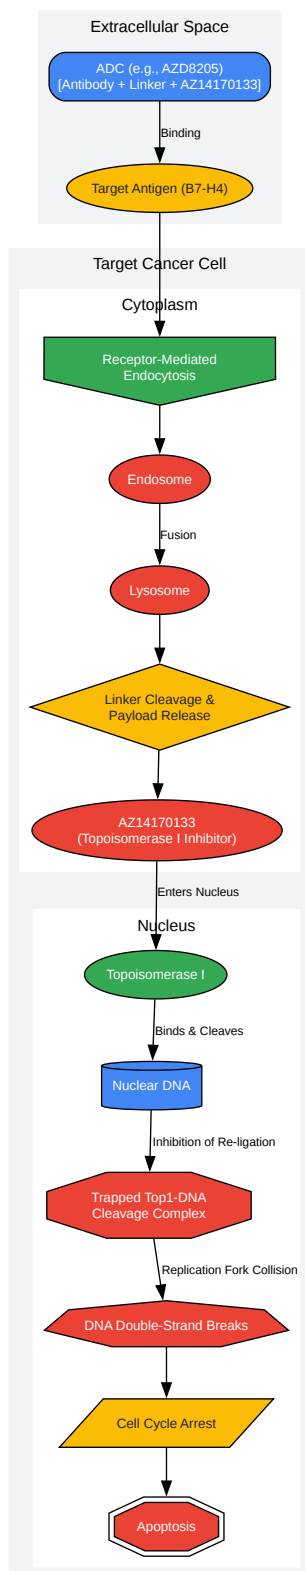 Extracellular Space
ADC (e.g., AZD8205)
[Antibody + Linker + AZ14170133]
Binding
Target Antigen (B7-H4)
Target Cancer Cell
Cytoplasm
Receptor-Mediated
Endocytosis
Endosome
Fusion
Lysosome
Linker Cleavage &
Payload Release
AZ14170133
(Topoisomerase I Inhibitor)
Enters Nucleus
Nucleus
Topoisomerase I
Binds & Cleaves
Nuclear DNA
Inhibition of Re-ligation
Trapped Top1-DNA
Cleavage Complex
Replication Fork Collision
DNA Double-Strand Breaks
Cell Cycle Arrest
Apoptosis